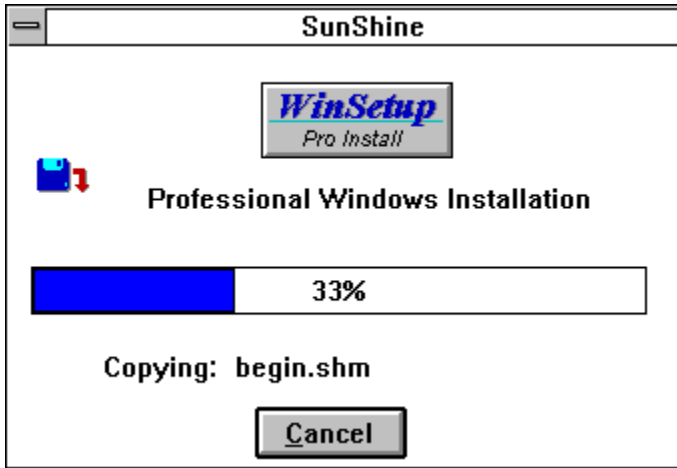 SunShine
WinSetup
Pro Install
Professional Windows Installation
33%
Copying: begin.shm
Cancel